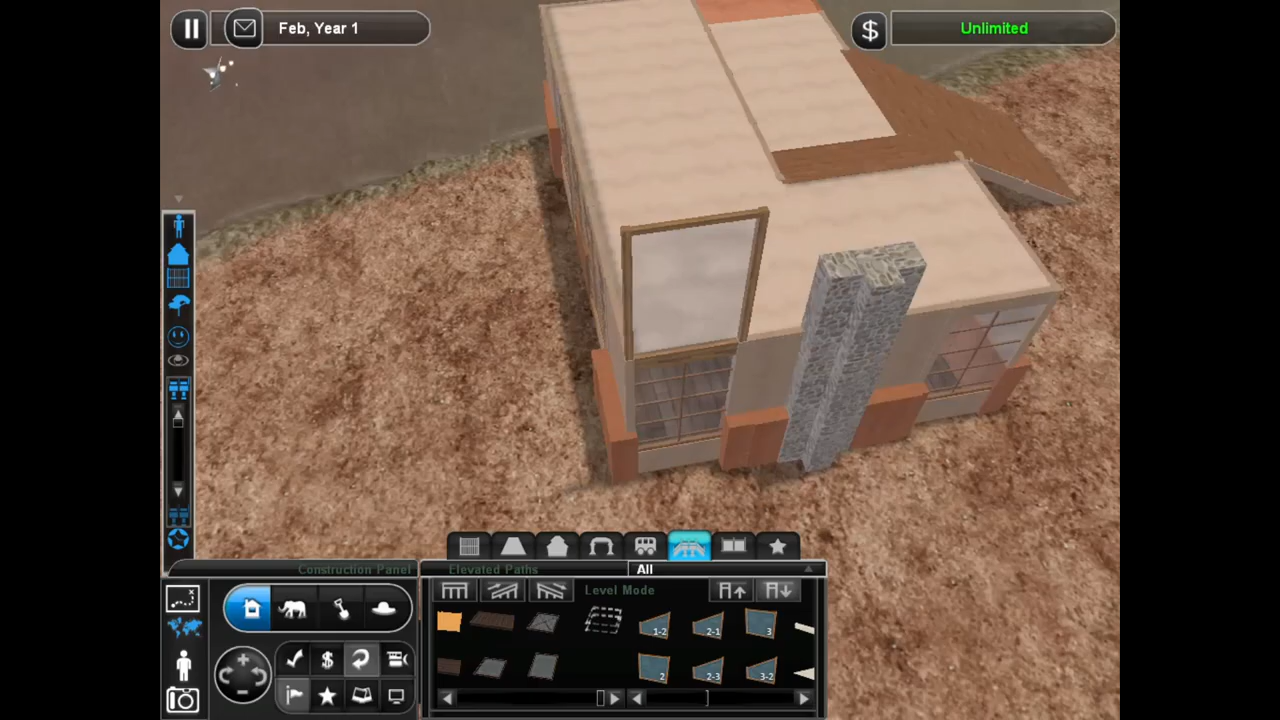 Feb, Year 1
$
Unlimited
Construction Panel
Elevated Paths
All
Level Mode
1-2
2-1
3
2
2-3
3-2
$